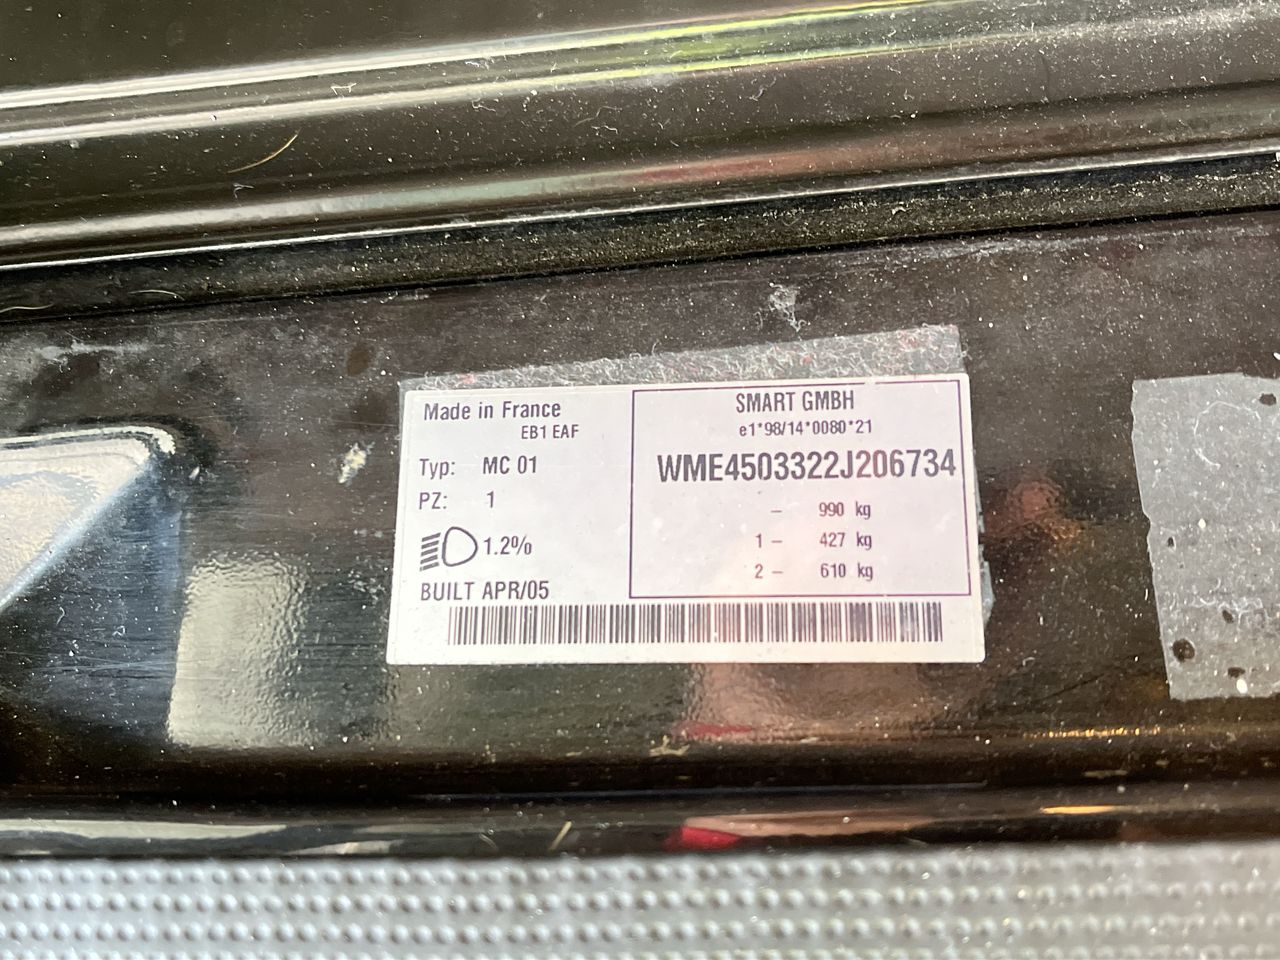 Made in France
EB1 EAF
Typ: MC 01
PZ: 1
1.2%
BUILT APR/05
SMART GMBH
e1*98/14*0080*21
WME4503322J206734
– 990 kg
1 – 427 kg
2 – 610 kg